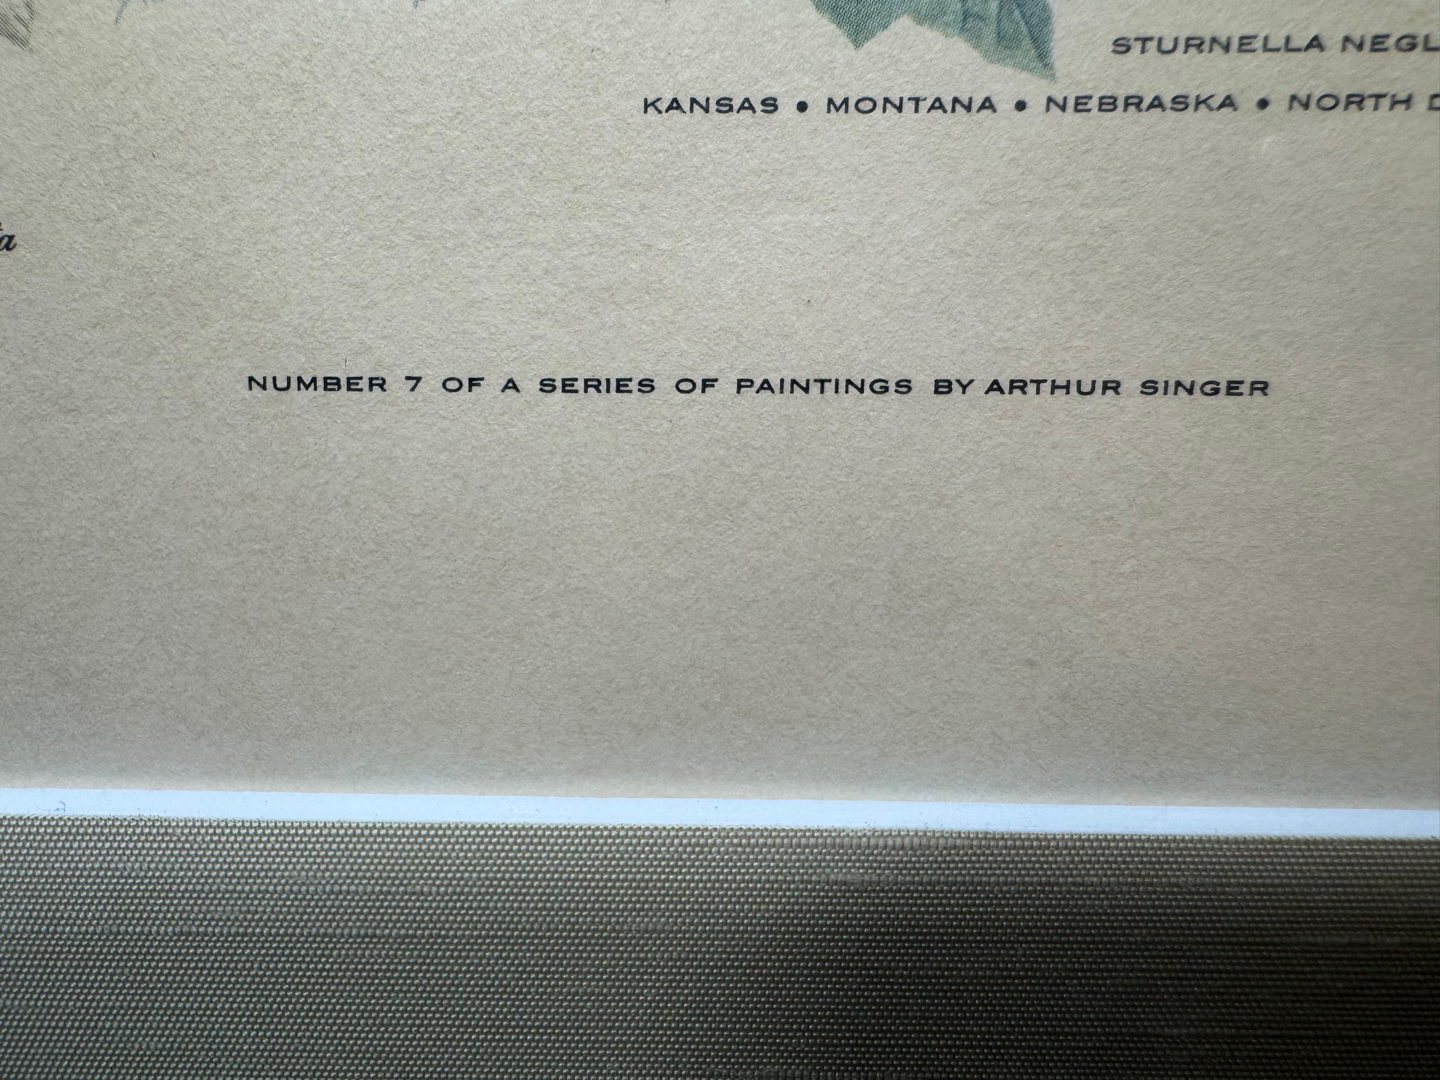 STURNELLA NEGL
KANSAS • MONTANA • NEBRASKA • NORTH D
a
NUMBER 7 OF A SERIES OF PAINTINGS BY ARTHUR SINGER